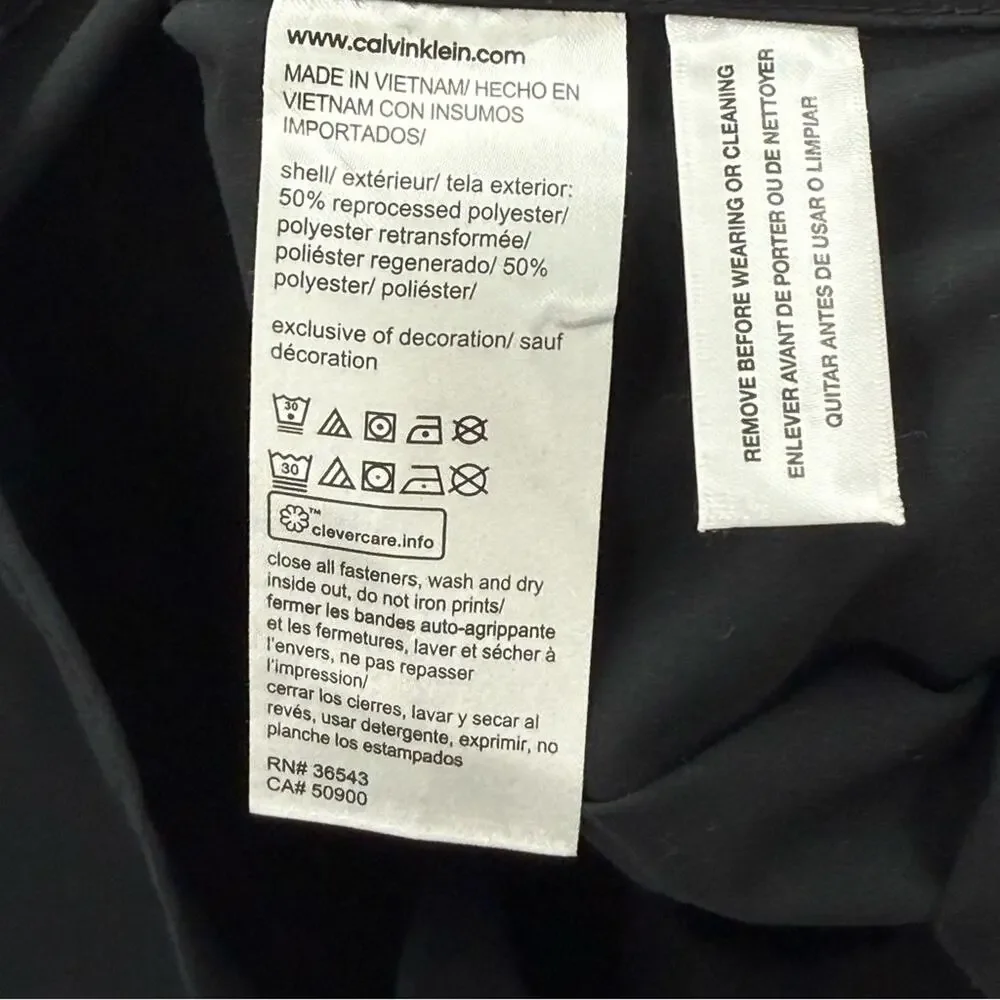 www.calvinklein.com
MADE IN VIETNAM/ HECHO EN
VIETNAM CON INSUMOS
IMPORTADOS/
shell/ extérieur/ tela exterior:
50% reprocessed polyester/
polyester retransformée/
poliéster regenerado/ 50%
polyester/ poliéster/
exclusive of decoration/ sauf
décoration
30
30
™
clevercare.info
close all fasteners, wash and dry
inside out, do not iron prints/
fermer les bandes auto-agrippante
et les fermetures, laver et sécher à
l'envers, ne pas repasser
l'impression/
cerrar los cierres, lavar y secar al
revés, usar detergente, exprimir, no
planche los estampados
RN# 36543
CA# 50900
REMOVE BEFORE WEARING OR CLEANING
ENLEVER AVANT DE PORTER OU DE NETTOYER
QUITAR ANTES DE USAR O LIMPIAR